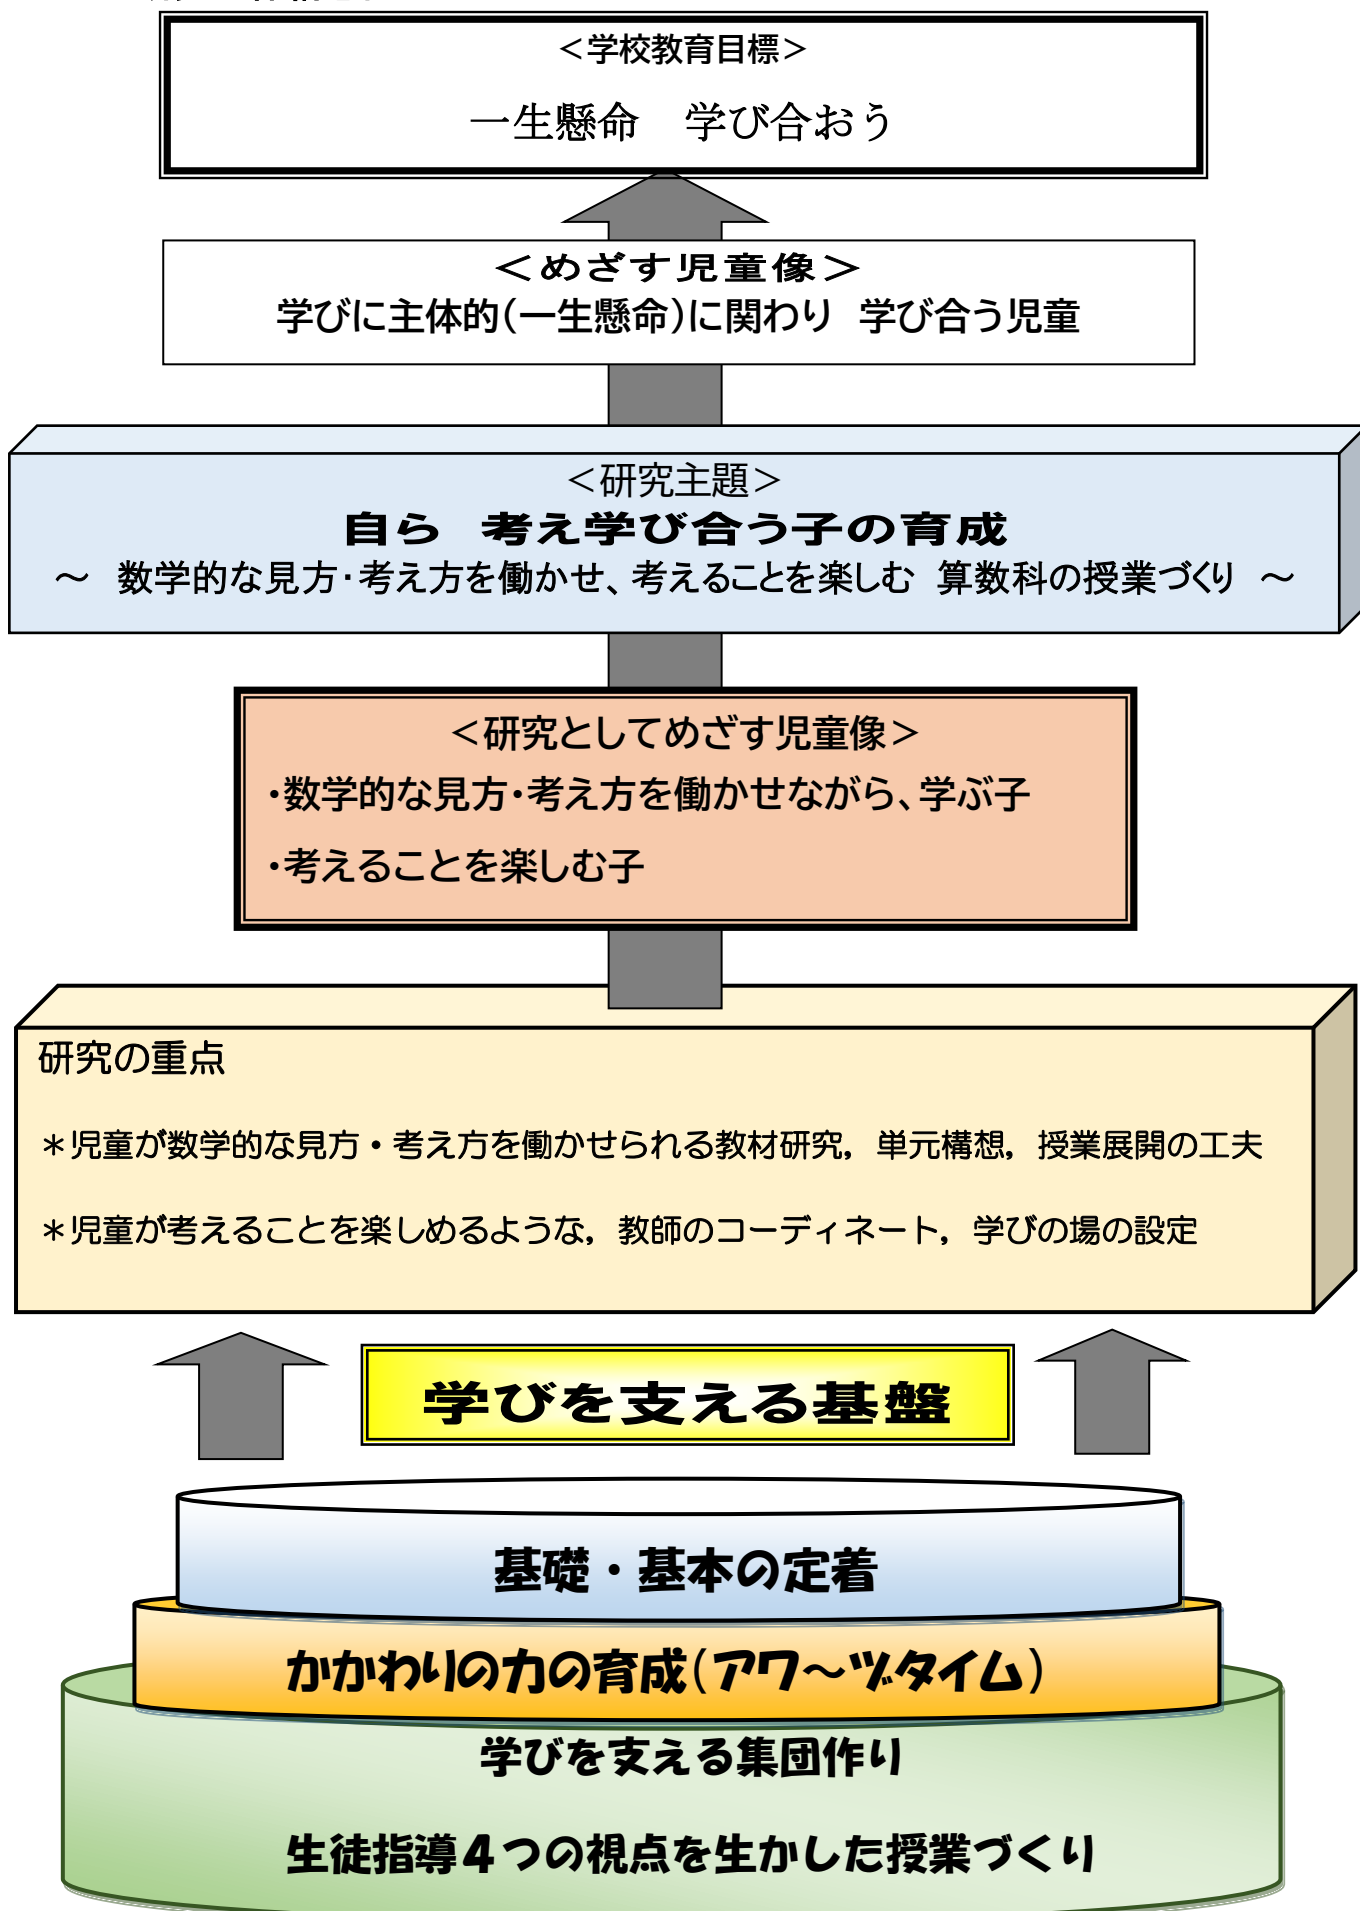 ＜学校教育目標＞
一生懸命　学び合おう
＜めざす児童像＞
学びに主体的（一生懸命）に関わり　学び合う児童
＜研究主題＞
自ら　考え学び合う子の育成
～　数学的な見方・考え方を働かせ、考えることを楽しむ　算数科の授業づくり　～
＜研究としてめざす児童像＞
・数学的な見方・考え方を働かせながら、学ぶ子
・考えることを楽しむ子
研究の重点
＊児童が数学的な見方・考え方を働かせられる教材研究，単元構想，授業展開の工夫
＊児童が考えることを楽しめるような，教師のコーディネート，学びの場の設定
学びを支える基盤
基礎・基本の定着
かかわりの力の育成（アワ～ヅタイム）
学びを支える集団作り
生徒指導４つの視点を生かした授業づくり